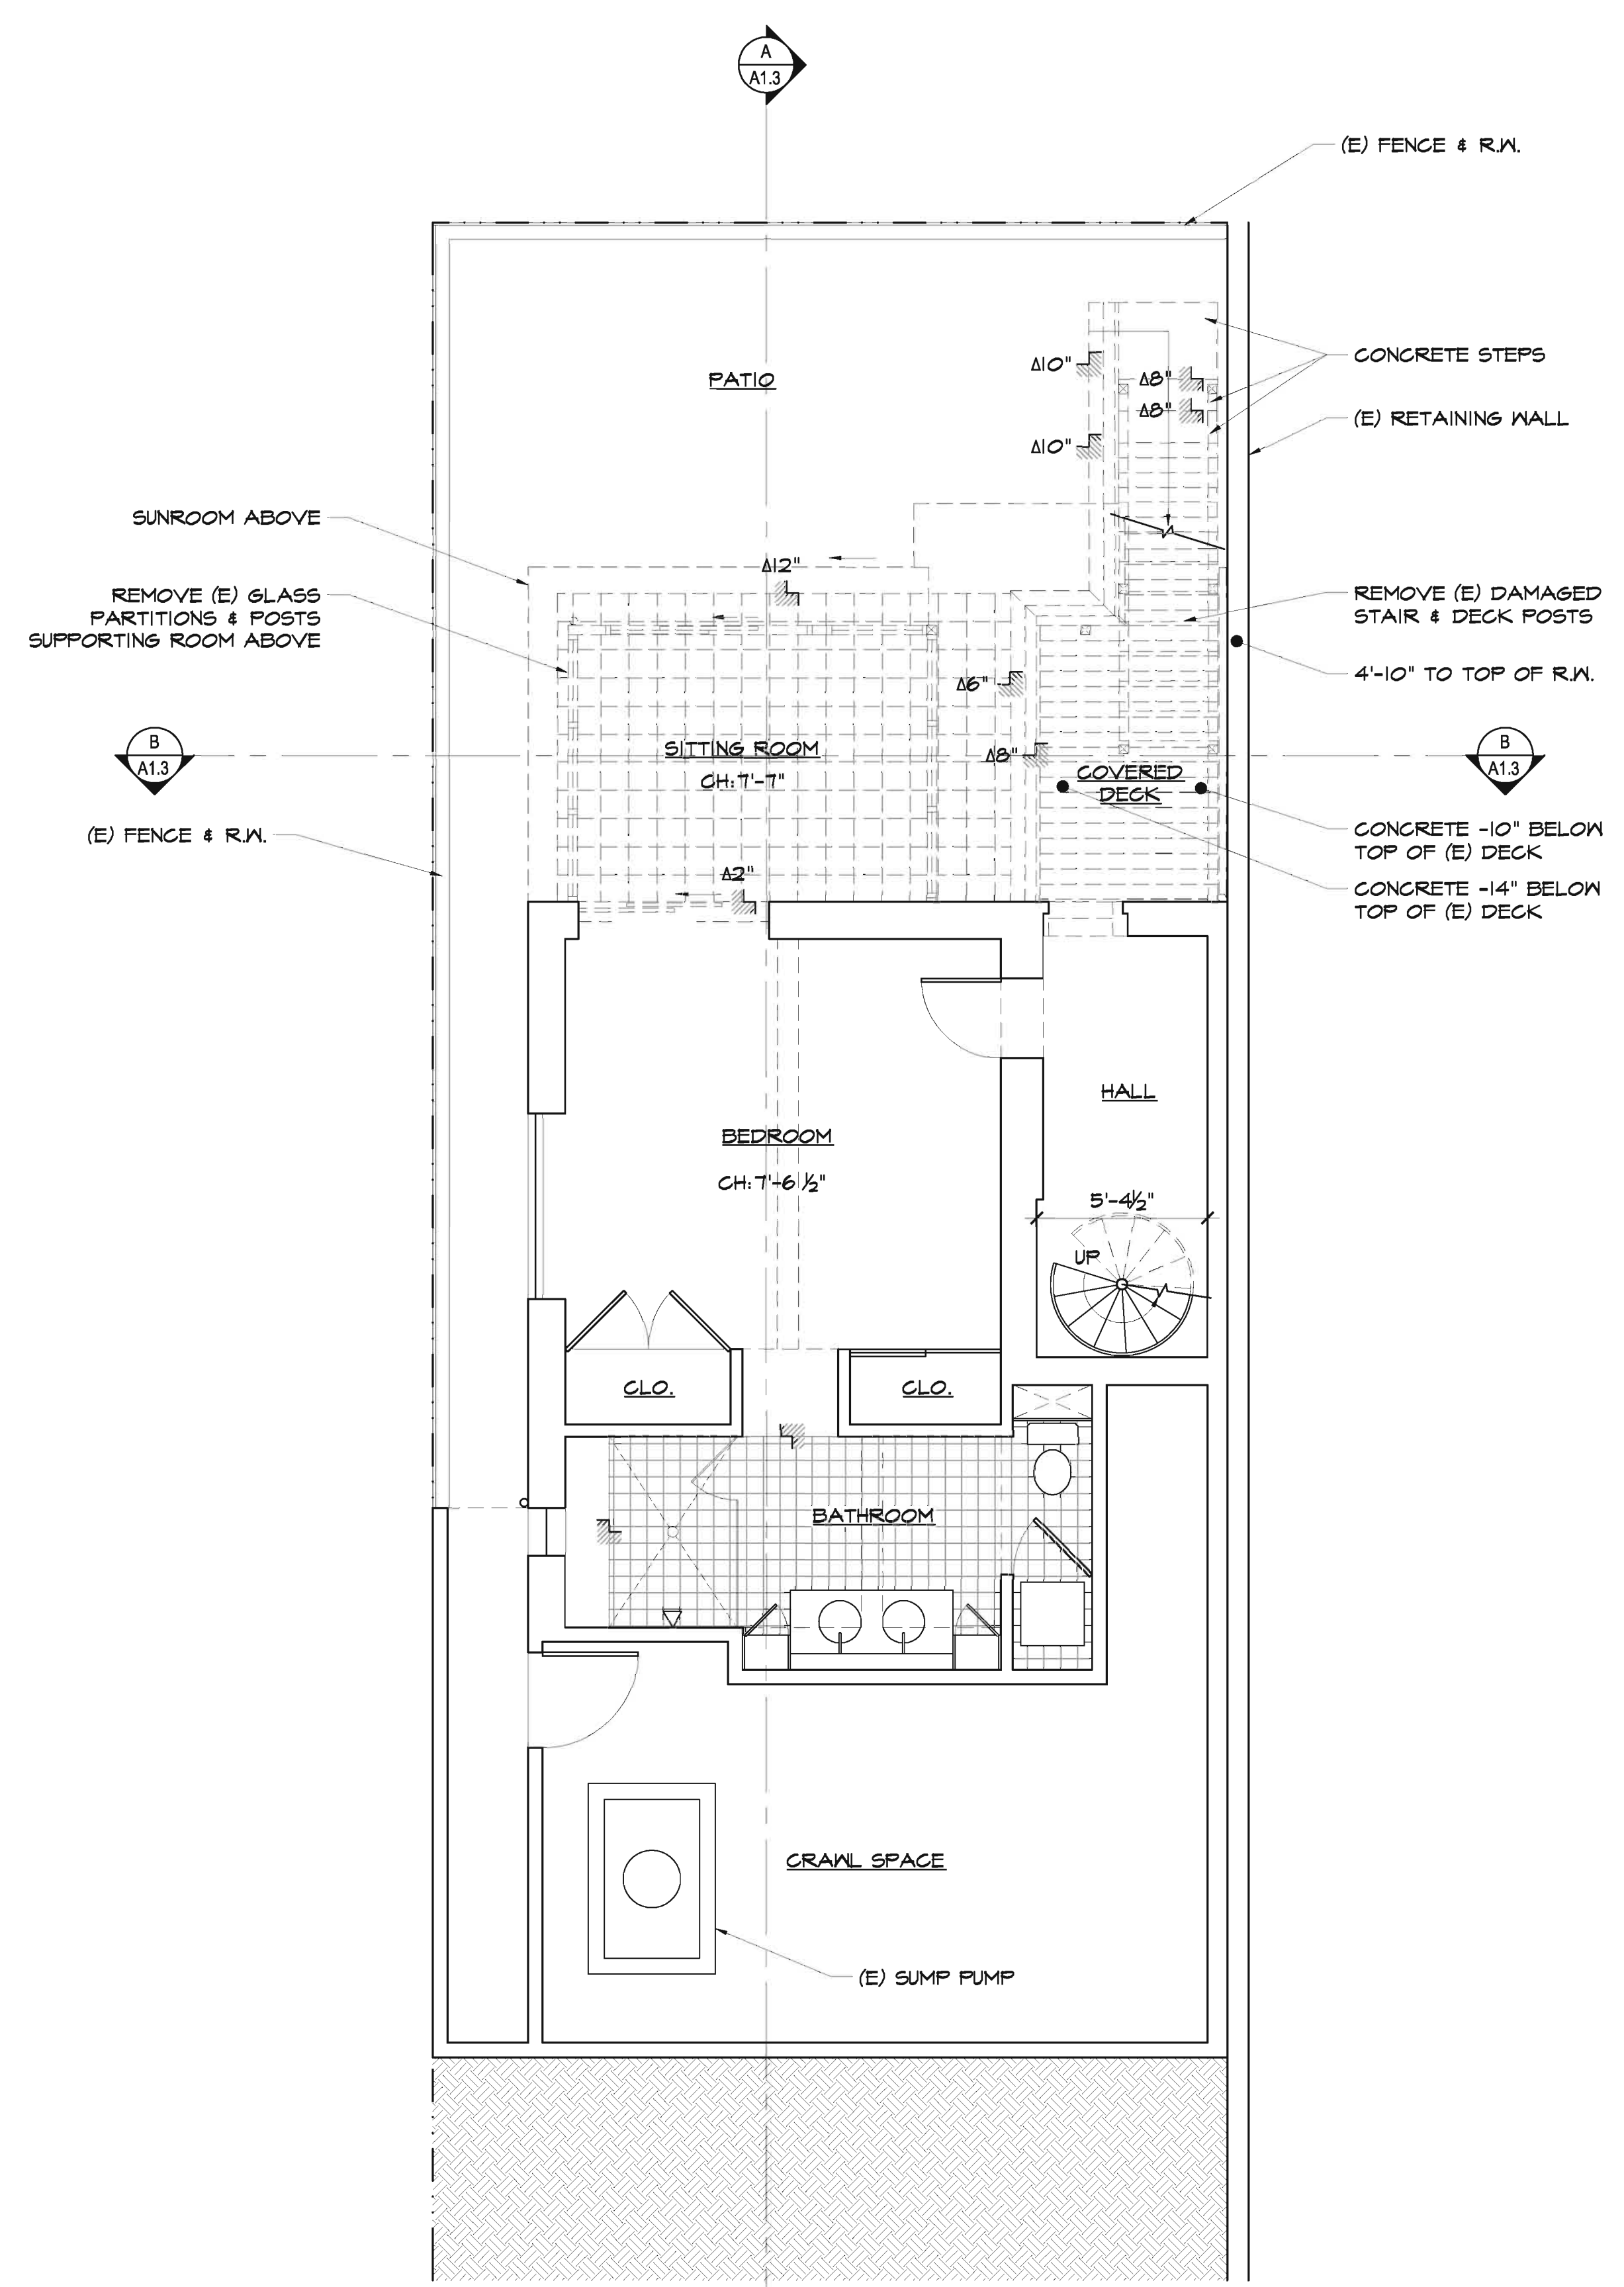 A
A1.3
(E) FENCE & R.W.
CONCRETE STEPS
(E) RETAINING WALL
Δ10"
Δ8"
Δ8"
Δ10"
PATIO
SUNROOM ABOVE
REMOVE (E) GLASS
PARTITIONS & POSTS
SUPPORTING ROOM ABOVE
Δ12"
REMOVE (E) DAMAGED
STAIR & DECK POSTS
4'-10" TO TOP OF R.W.
Δ6"
B
A1.3
SITTING ROOM
CH: 7'-7"
Δ8"
COVERED
DECK
B
A1.3
(E) FENCE & R.W.
CONCRETE -10" BELOW
TOP OF (E) DECK
CONCRETE -14" BELOW
TOP OF (E) DECK
Δ2"
HALL
BEDROOM
CH: 7'-6 ½"
5'-4½"
UP
CLO.
CLO.
BATHROOM
CRAWL SPACE
(E) SUMP PUMP